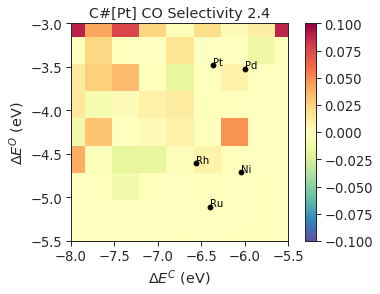 C#[Pt] CO Selectivity 2.4
ΔE^O (eV)
−3.0
−3.5
−4.0
−4.5
−5.0
−5.5
Pt
Pd
Rh
Ni
Ru
−8.0 −7.5 −7.0 −6.5 −6.0 −5.5
ΔE^C (eV)
0.100
0.075
0.050
0.025
0.000
−0.025
−0.050
−0.075
−0.100